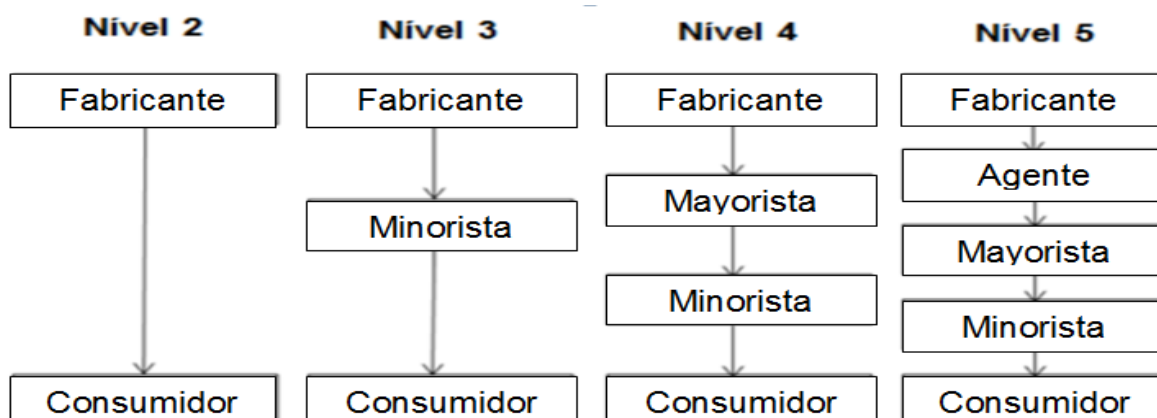 Nível 2
Nível 3
Nível 4
Nível 5
Fabricante
Fabricante
Fabricante
Fabricante
Agente
Mayorista
Minorista
Mayorista
Minorista
Minorista
Consumidor
Consumidor
Consumidor
Consumidor